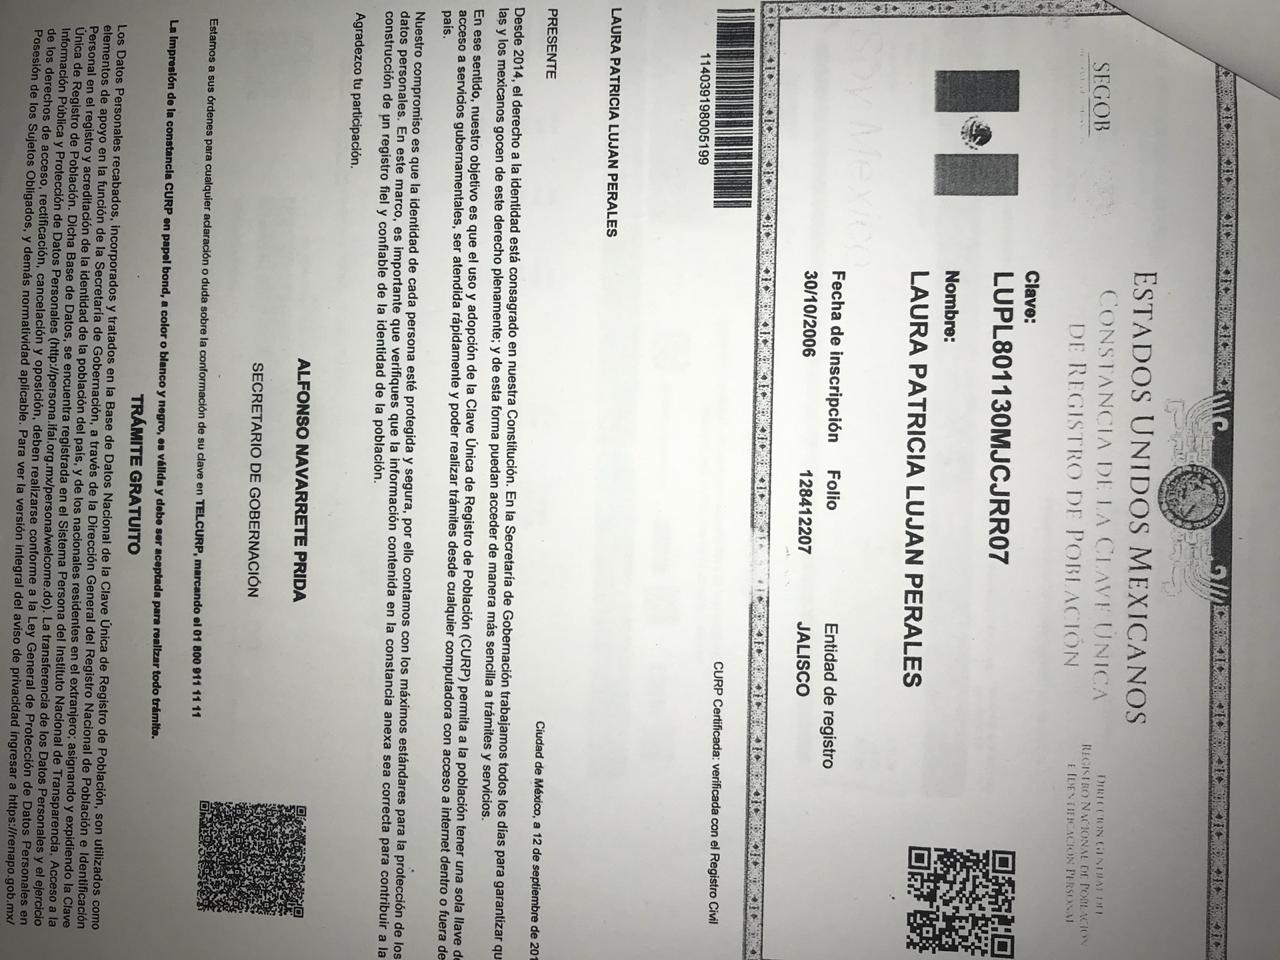 ESTADOS UNIDOS MEXICANOS
CONSTANCIA DE LA CLAVE ÚNICA
DE REGISTRO DE POBLACIÓN
SEGOB
DIRECCIÓN GENERAL DEL
REGISTRO NACIONAL DE POBLACIÓN
E IDENTIFICACIÓN PERSONAL
Clave:
LUPL801130MJCJRR07
Nombre:
LAURA PATRICIA LUJAN PERALES
Soy México
Fecha de inscripción Folio Entidad de registro
30/10/2006 128412207 JALISCO
114039198005199
CURP Certificada: verificada con el Registro Civil
LAURA PATRICIA LUJAN PERALES
PRESENTE
Ciudad de México, a 12 de septiembre de 201
Desde 2014, el derecho a la identidad está consagrado en nuestra Constitución. En la Secretaría de Gobernación trabajamos todos los días para garantizar qu
las y los mexicanos gocen de este derecho plenamente; y de esta forma puedan acceder de manera más sencilla a trámites y servicios.
En ese sentido, nuestro objetivo es que el uso y adopción de la Clave Única de Registro de Población (CURP) permita a la población tener una sola llave de
acceso a servicios gubernamentales, ser atendida rápidamente y poder realizar trámites desde cualquier computadora con acceso a internet dentro o fuera de
país.
Nuestro compromiso es que la identidad de cada persona esté protegida y segura, por ello contamos con los máximos estándares para la protección de los
datos personales. En este marco, es importante que verifiques que la información contenida en la constancia anexa sea correcta para contribuir a la
construcción de un registro fiel y confiable de la identidad de la población.
Agradezco tu participación.
ALFONSO NAVARRETE PRIDA
SECRETARIO DE GOBERNACIÓN
Estamos a sus órdenes para cualquier aclaración o duda sobre la conformación de su clave en TELCURP, marcando el 01 800 911 11 11
La impresión de la constancia CURP en papel bond, a color o blanco y negro, es válida y debe ser aceptada para realizar todo trámite.
TRÁMITE GRATUITO
Los Datos Personales recabados, incorporados y tratados en la Base de Datos Nacional de la Clave Única de Registro de Población, son utilizados como
elementos de apoyo en la función de la Secretaría de Gobernación, a través de la Dirección General del Registro Nacional de Población e Identificación
Personal en el registro y acreditación de la identidad de la población del país, y de los nacionales residentes en el extranjero; asignando y expidiendo la Clave
Única de Registro de Población. Dicha Base de Datos, se encuentra registrada en el Sistema Persona del Instituto Nacional de Transparencia, Acceso a la
Información Pública y Protección de Datos Personales (http://persona.ifai.org.mx/persona/welcome.do). La transferencia de los Datos Personales y el ejercicio
de los derechos de acceso, rectificación, cancelación y oposición, deben realizarse conforme a la Ley General de Protección de Datos Personales en
Posesión de los Sujetos Obligados, y demás normatividad aplicable. Para ver la versión integral del aviso de privacidad ingresar a https://renapo.gob.mx/